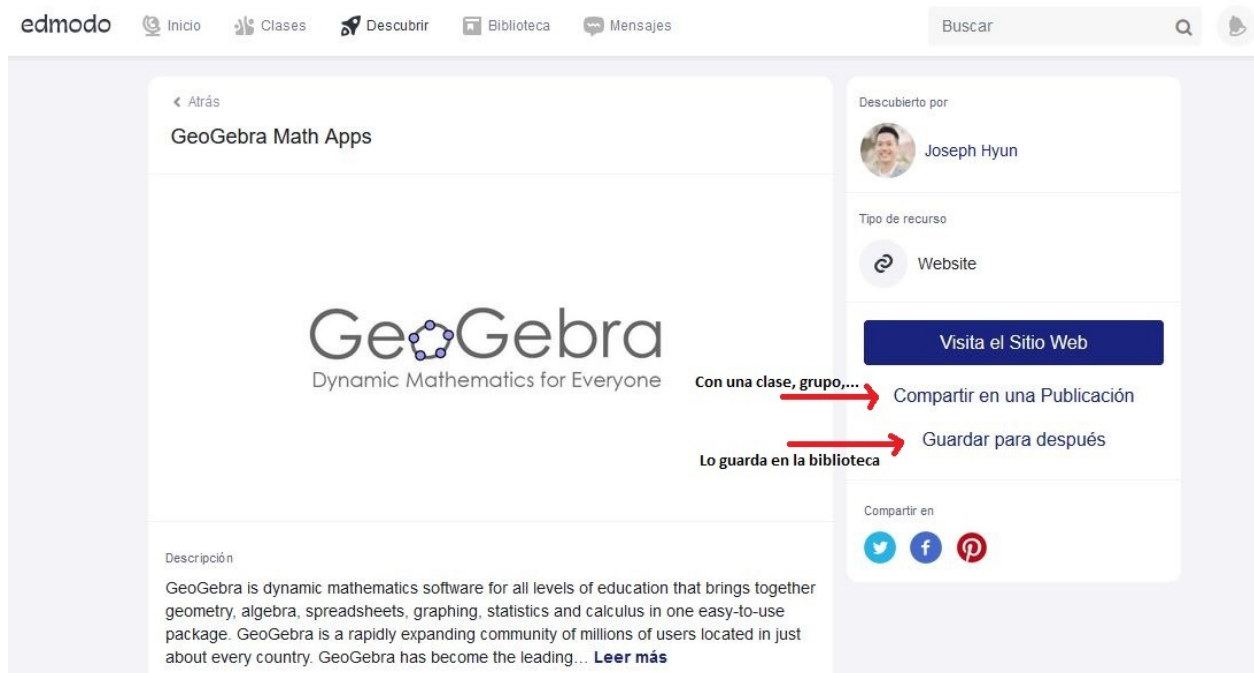 edmodo Inicio Clases Descubrir Biblioteca Mensajes Buscar
Atrás
GeoGebra Math Apps
GeoGebra
Dynamic Mathematics for Everyone
Descripción
GeoGebra is dynamic mathematics software for all levels of education that brings together
geometry, algebra, spreadsheets, graphing, statistics and calculus in one easy-to-use
package. GeoGebra is a rapidly expanding community of millions of users located in just
about every country. GeoGebra has become the leading... Leer más
Descubierto por
Joseph Hyun
Tipo de recurso
Website
Visita el Sitio Web
Con una clase, grupo,...
Compartir en una Publicación
Guardar para después
Lo guarda en la biblioteca
Compartir en